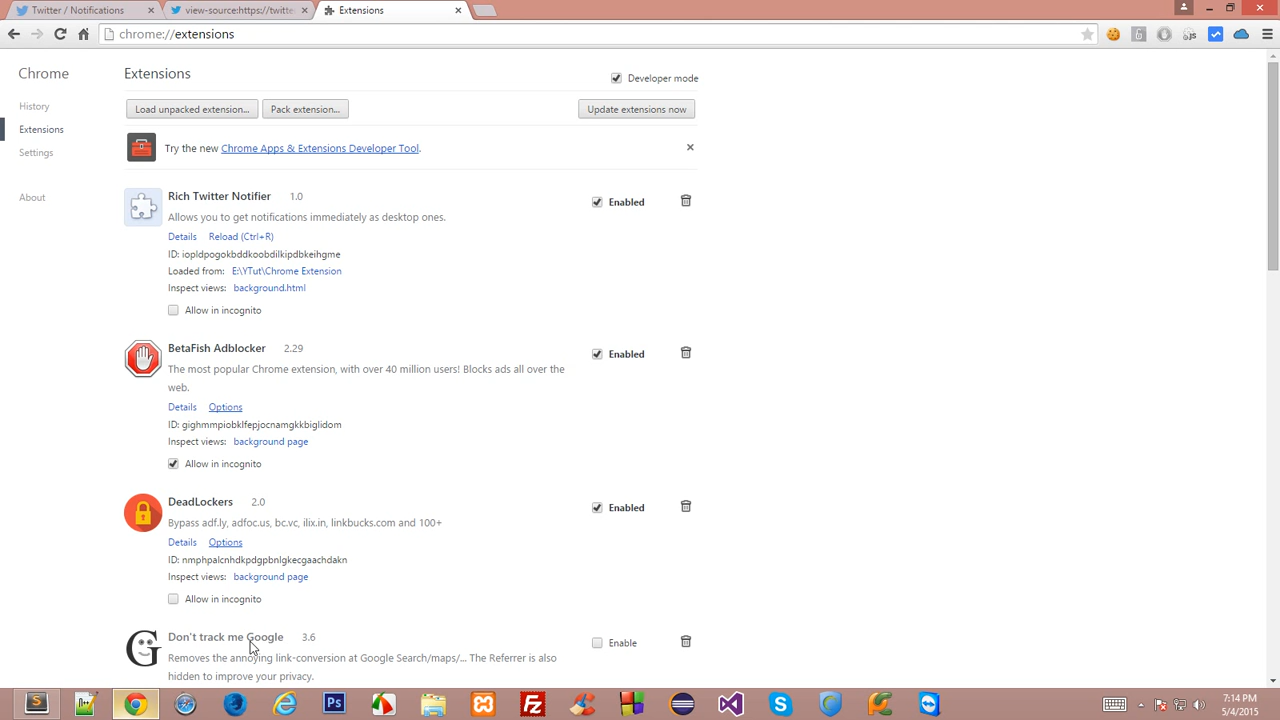 Twitter / Notifications
view-source:https://twitte
Extensions
chrome://extensions
Chrome
Extensions
Developer mode
History
Load unpacked extension...
Pack extension...
Update extensions now
Extensions
Settings
Try the new Chrome Apps & Extensions Developer Tool.
About
Rich Twitter Notifier 1.0
Enabled
Allows you to get notifications immediately as desktop ones.
Details Reload (Ctrl+R)
ID: iopldpogokbddkoobdilkipdbkeihgme
Loaded from: E:\YTut\Chrome Extension
Inspect views: background.html
Allow in incognito
BetaFish Adblocker 2.29
Enabled
The most popular Chrome extension, with over 40 million users! Blocks ads all over the
web.
Details Options
ID: gighmmpiobklfepjocnamgkkbiglidom
Inspect views: background page
Allow in incognito
DeadLockers 2.0
Enabled
Bypass adf.ly, adfoc.us, bc.vc, ilix.in, linkbucks.com and 100+
Details Options
ID: nmphpalcnhdkpdgpbnlgkecgaachdakn
Inspect views: background page
Allow in incognito
Don't track me Google 3.6
Enable
Removes the annoying link-conversion at Google Search/maps/... The Referrer is also
hidden to improve your privacy.
7:14 PM
5/4/2015